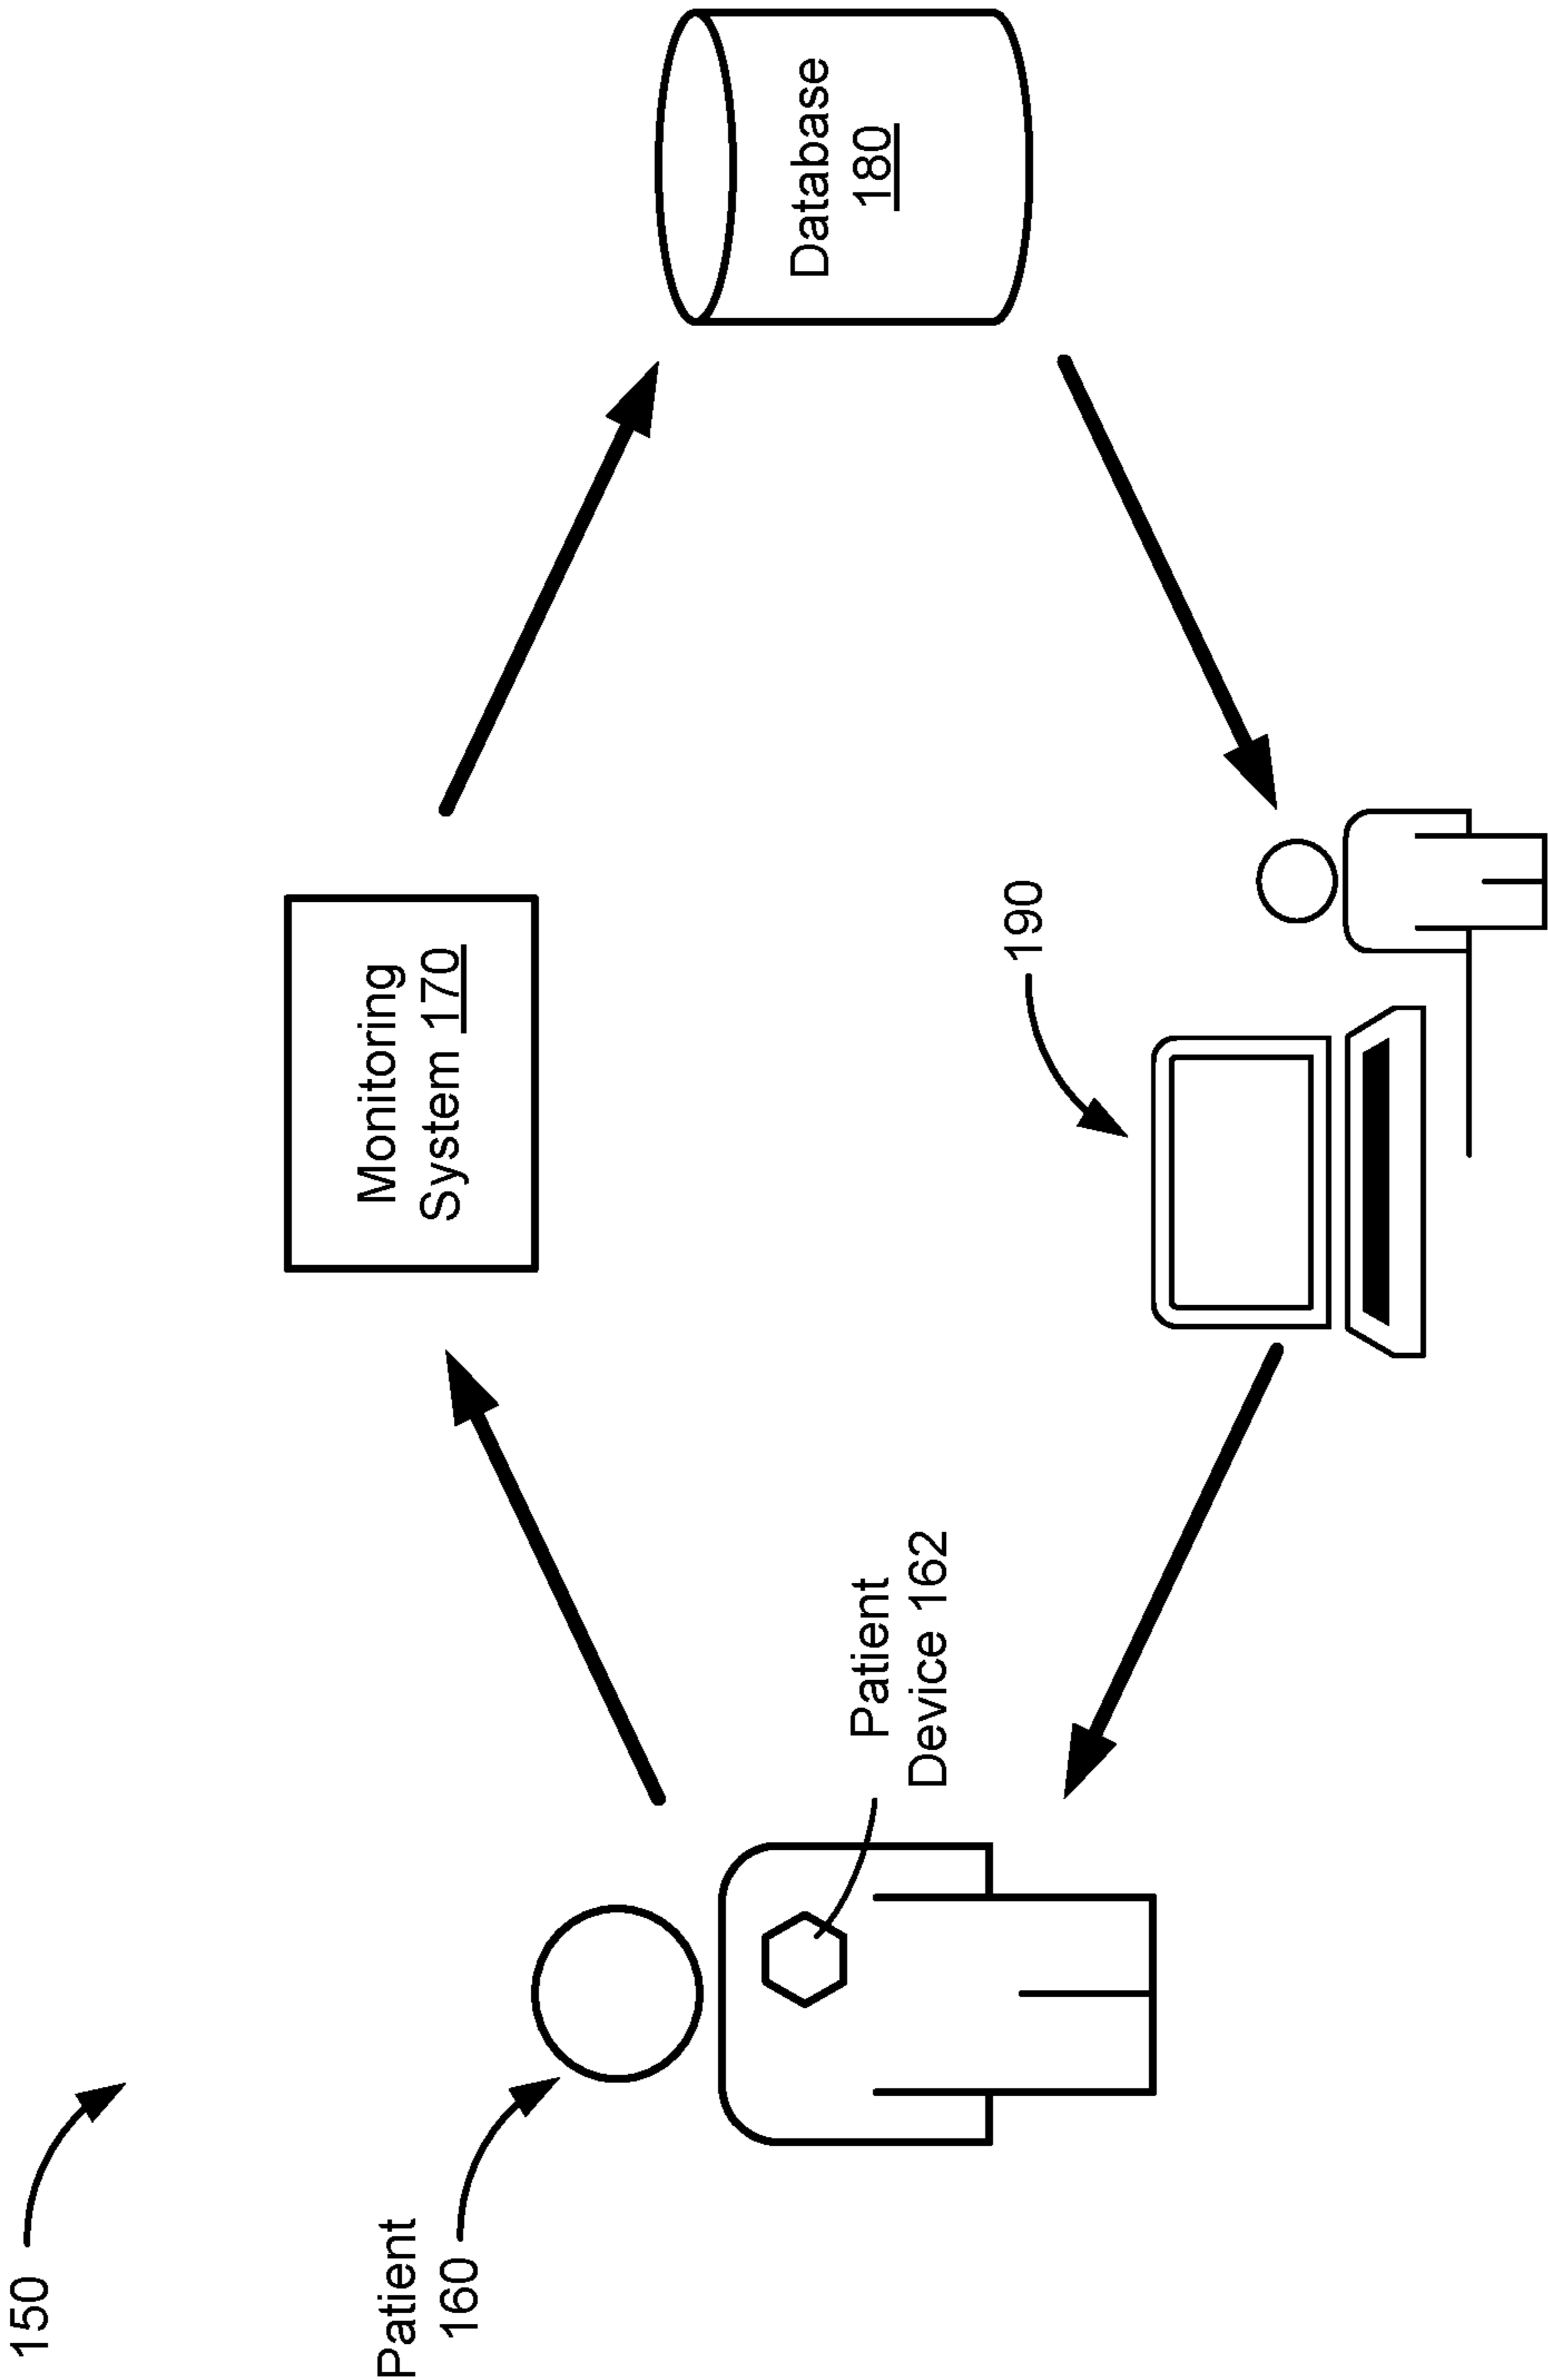 150
Patient
160
Patient
Device 162
Monitoring
System 170
190
Database
180